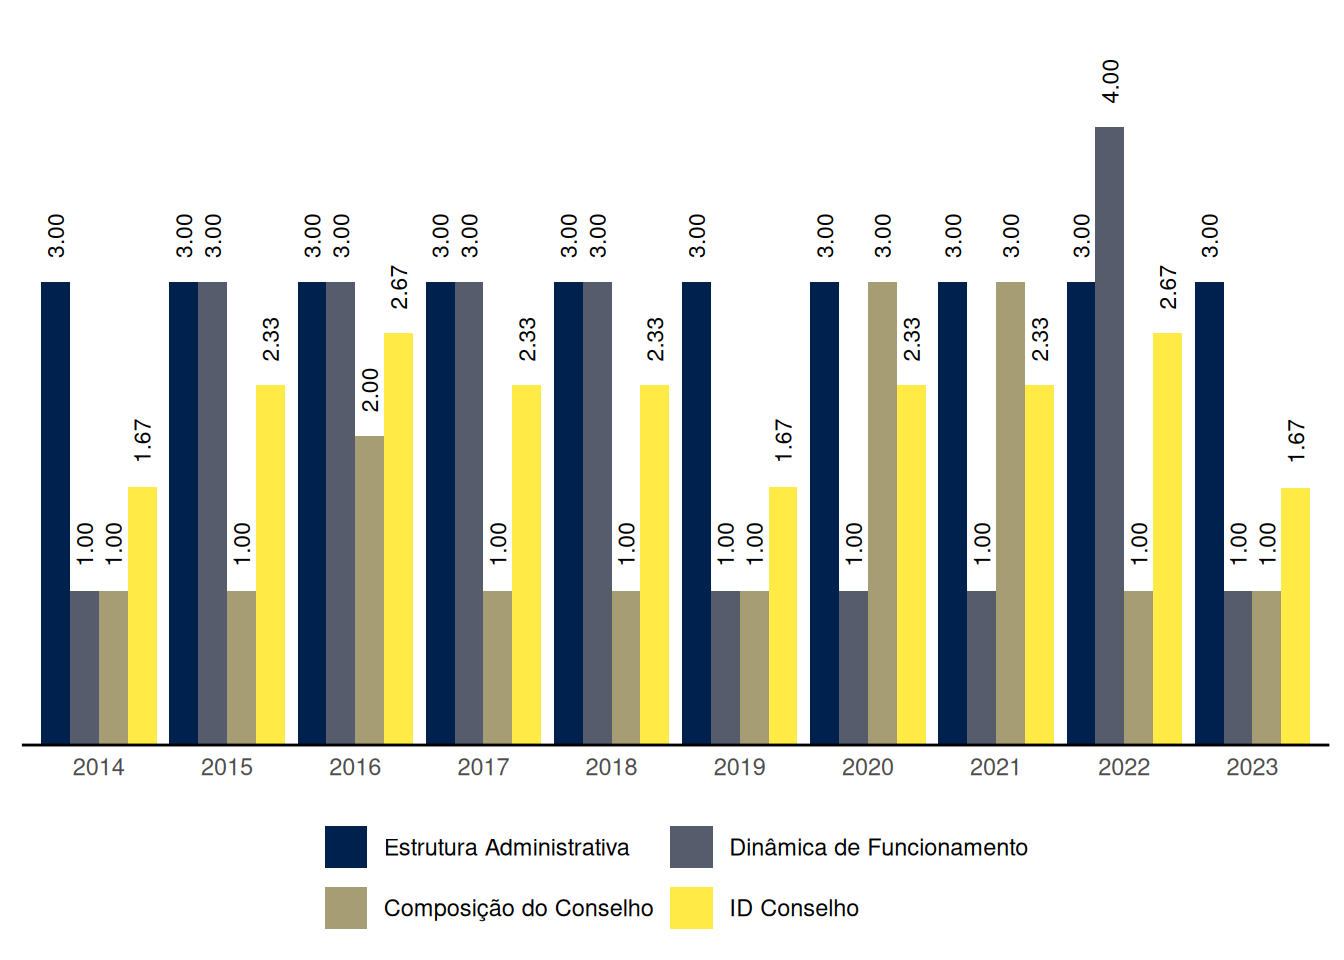 4.00
3.00 3.00 3.00 3.00 3.00 3.00 3.00 3.00 3.00 3.00 3.00 3.00 3.00 3.00 3.00 3.00
2.67 2.67
2.33 2.33 2.33 2.33 2.33
2.00
1.67 1.67 1.67
1.00 1.00 1.00 1.00 1.00 1.00 1.00 1.00 1.00 1.00 1.00 1.00
2014 2015 2016 2017 2018 2019 2020 2021 2022 2023
Estrutura Administrativa Dinâmica de Funcionamento
Composição do Conselho ID Conselho